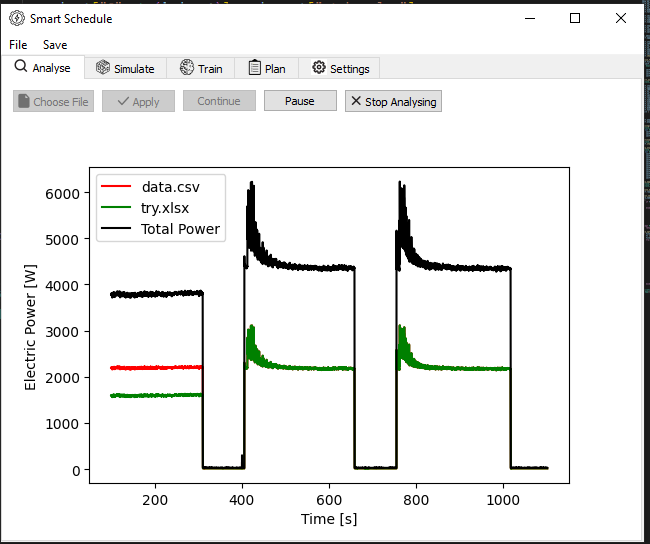 Smart Schedule
File Save
Analyse Simulate Train Plan Settings
Choose File Apply Continue Pause Stop Analysing
data.csv
try.xlsx
Total Power
6000
5000
4000
3000
2000
1000
0
Electric Power [W]
200 400 600 800 1000
Time [s]